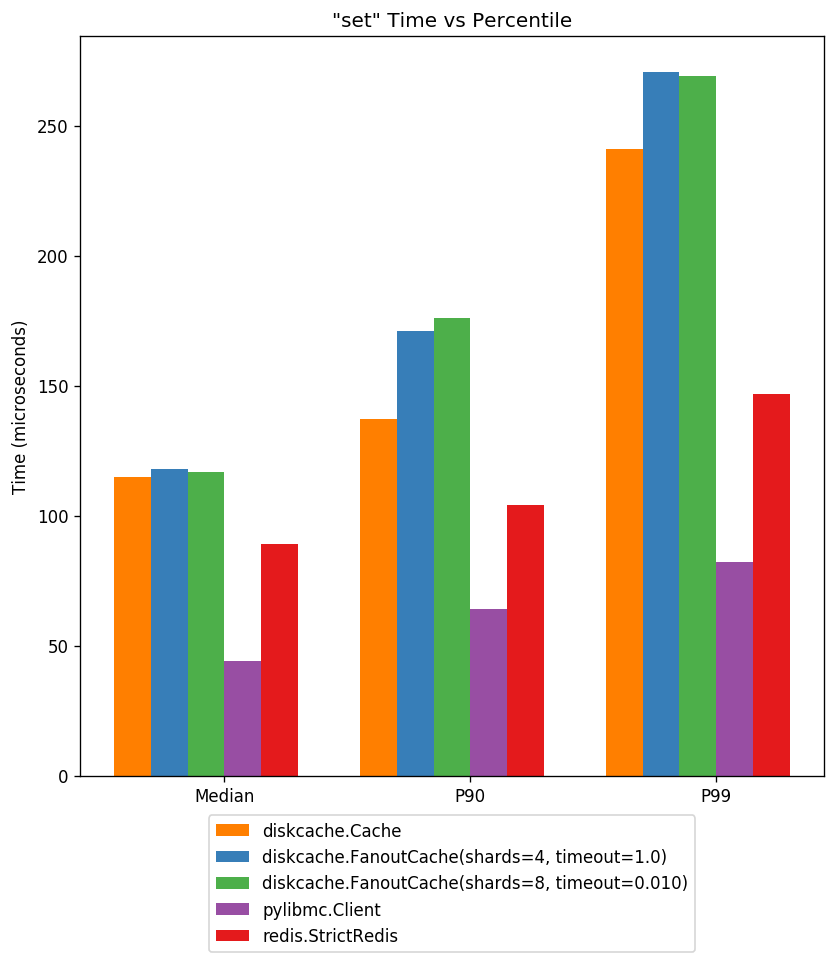 "set" Time vs Percentile
Time (microseconds)
250
200
150
100
50
0
Median P90 P99
diskcache.Cache
diskcache.FanoutCache(shards=4, timeout=1.0)
diskcache.FanoutCache(shards=8, timeout=0.010)
pylibmc.Client
redis.StrictRedis